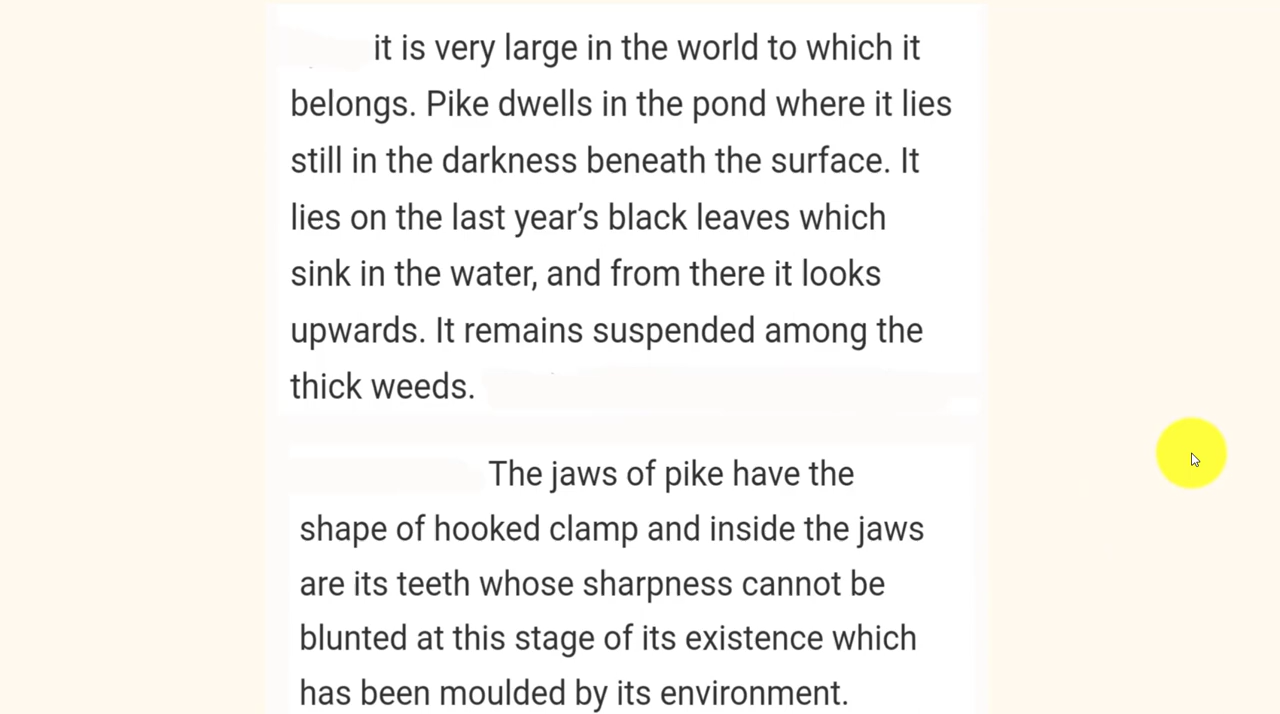 it is very large in the world to which it
belongs. Pike dwells in the pond where it lies
still in the darkness beneath the surface. It
lies on the last year’s black leaves which
sink in the water, and from there it looks
upwards. It remains suspended among the
thick weeds.
The jaws of pike have the
shape of hooked clamp and inside the jaws
are its teeth whose sharpness cannot be
blunted at this stage of its existence which
has been moulded by its environment.